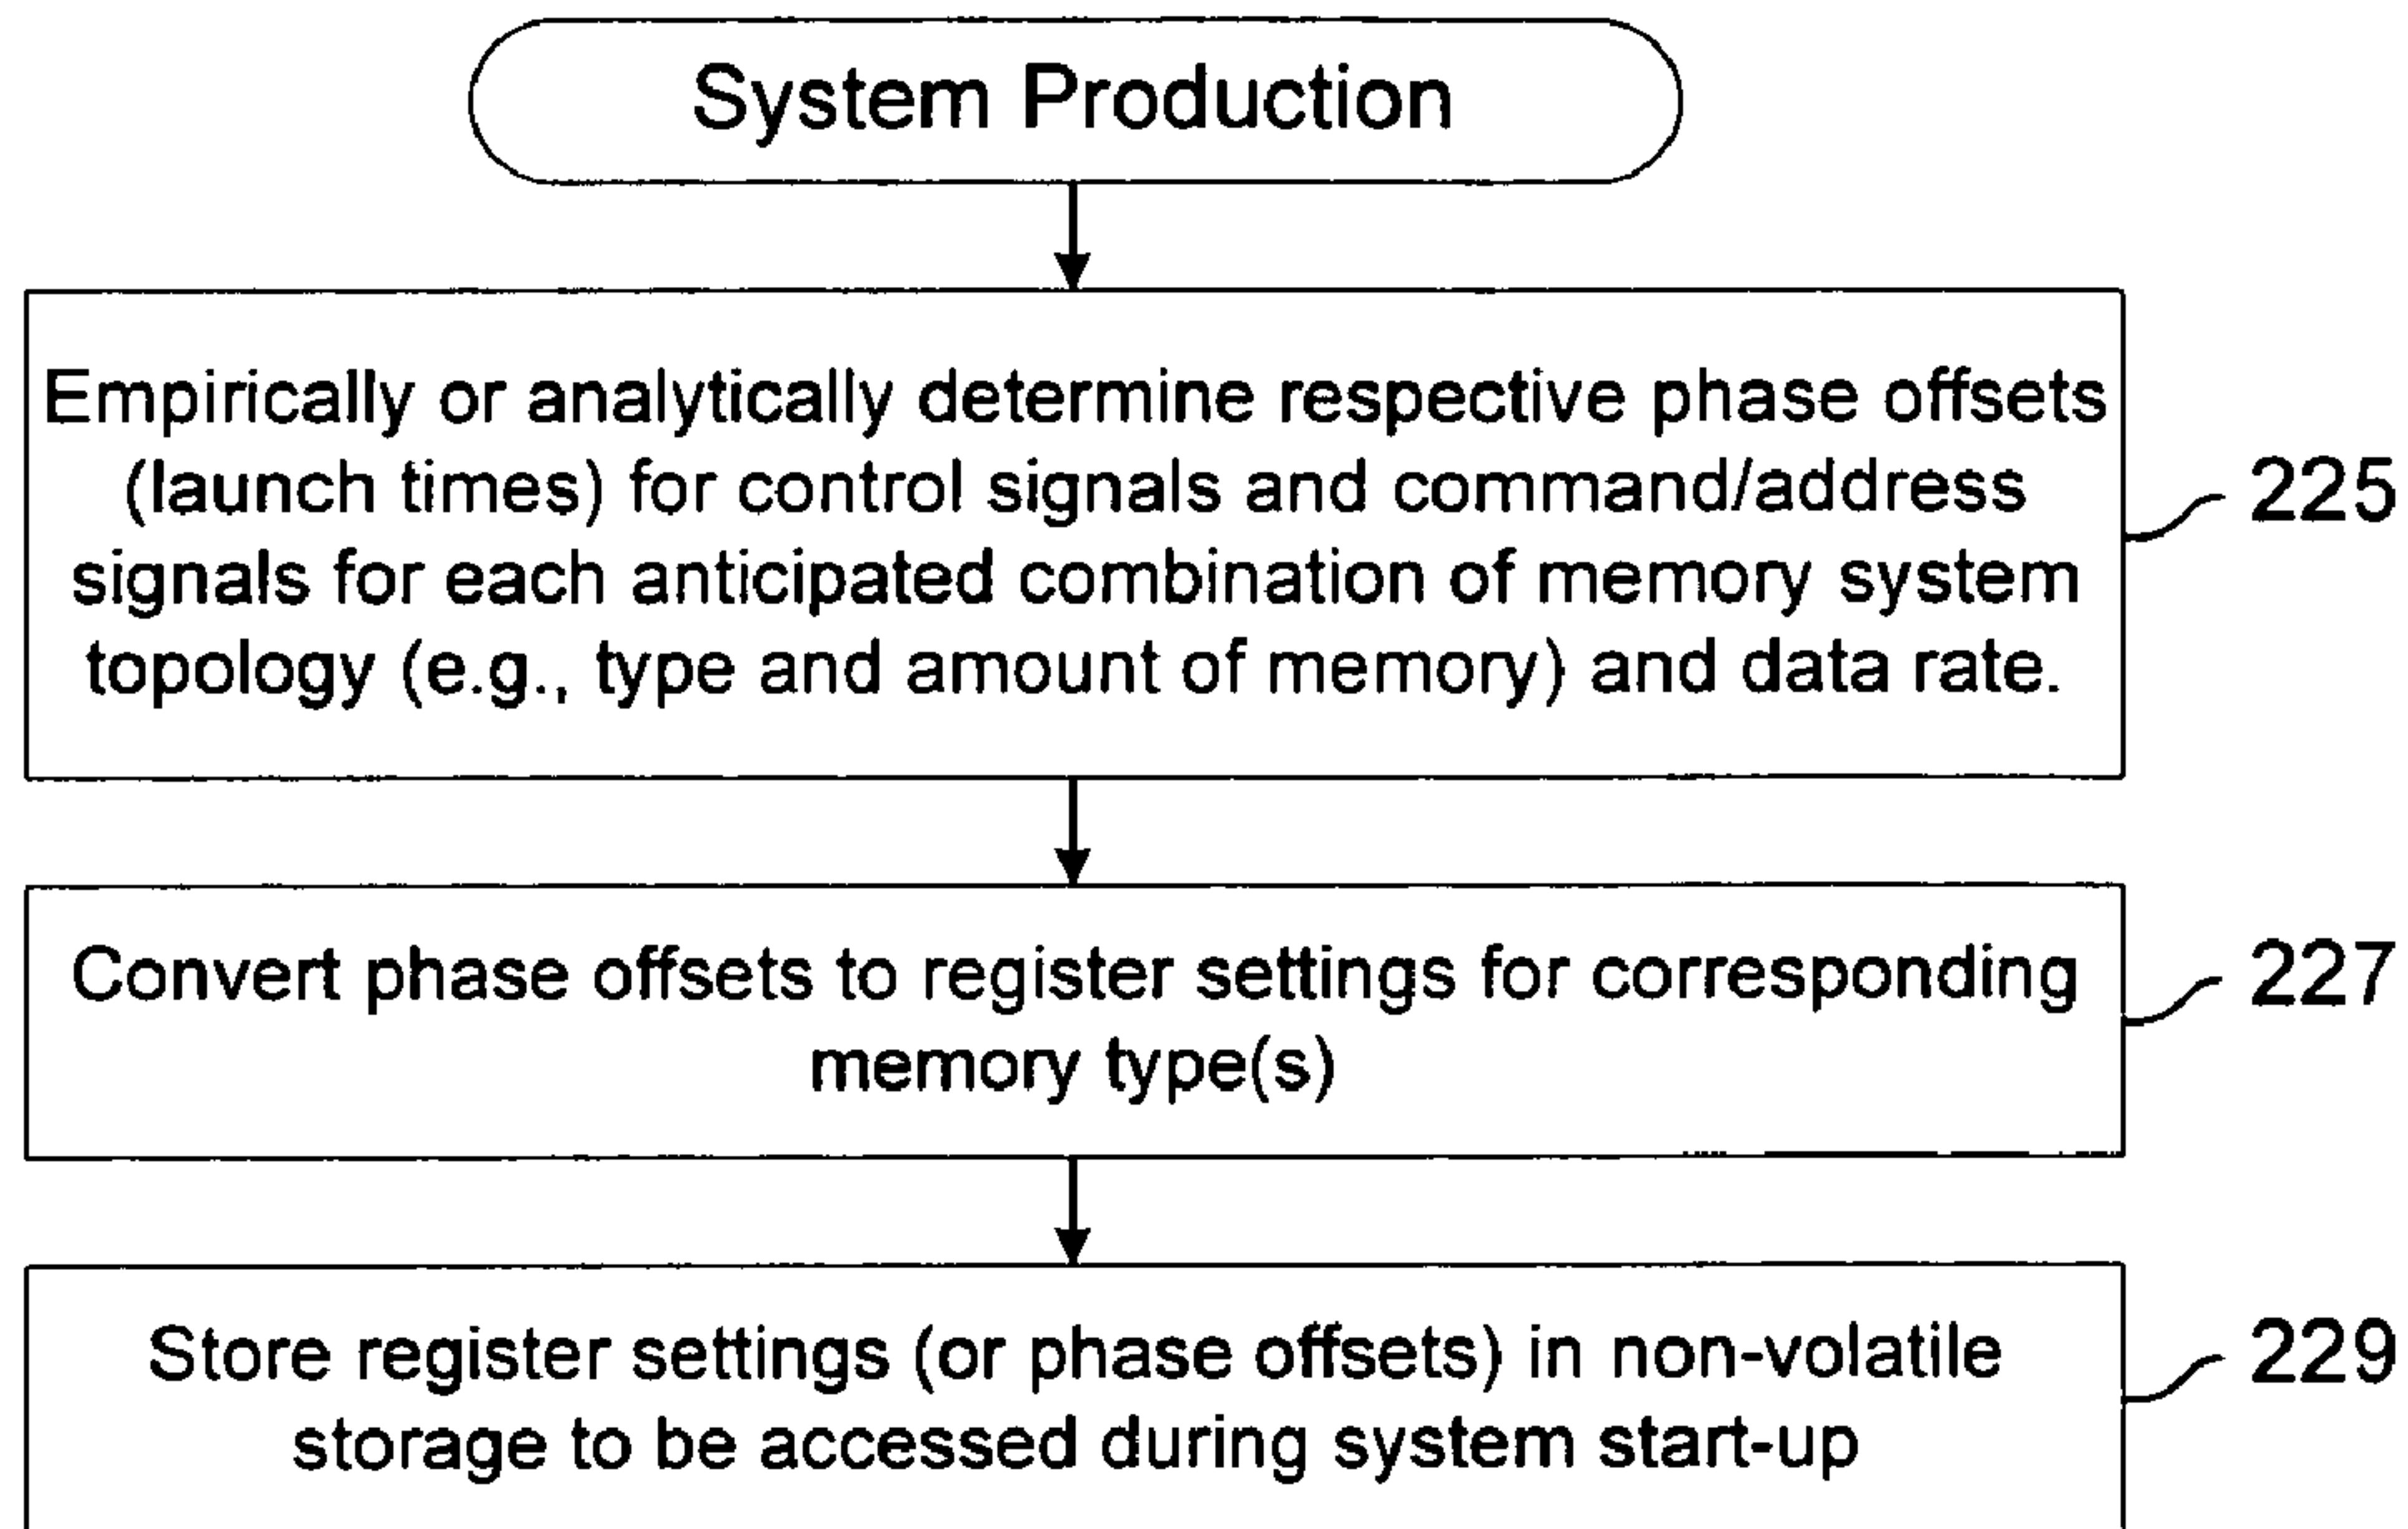 System Production
Empirically or analytically determine respective phase offsets
(launch times) for control signals and command/address
signals for each anticipated combination of memory system
topology (e.g., type and amount of memory) and data rate.
225
Convert phase offsets to register settings for corresponding
memory type(s)
227
Store register settings (or phase offsets) in non-volatile
storage to be accessed during system start-up
229